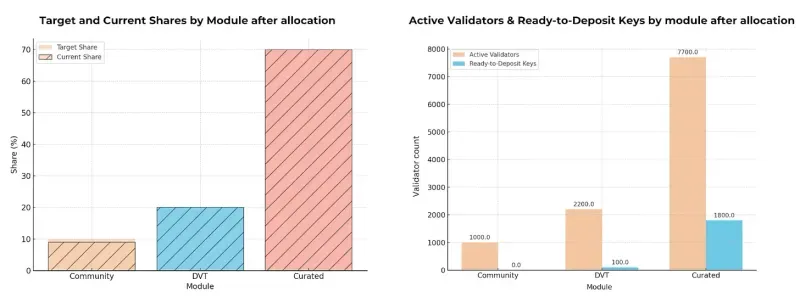 Target and Current Shares by Module after allocation
Target Share
Current Share
70
60
50
40
30
20
10
0
Share (%)
Community
DVT
Curated
Module
Active Validators & Ready-to-Deposit Keys by module after allocation
Active Validators
Ready-to-Deposit Keys
8000
7000
6000
5000
4000
3000
2000
1000
0
Validator count
1000.0
0.0
2200.0
100.0
7700.0
1800.0
Community
DVT
Curated
Module